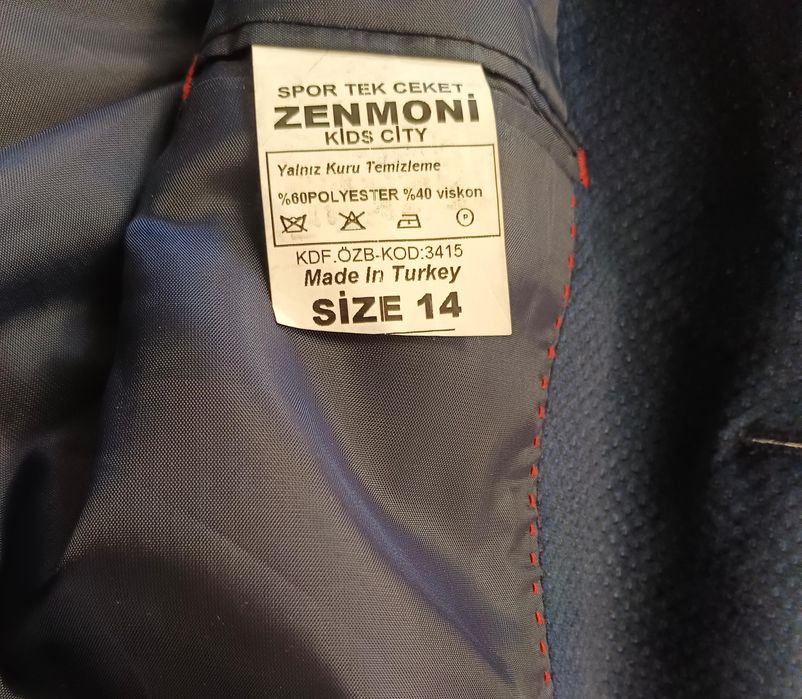 SPOR TEK CEKET
ZENMONİ
KİDS CİTY
Yalnız Kuru Temizleme
%60POLYESTER %40 viskon
P
KDF.ÖZB-KOD:3415
Made In Turkey
SİZE 14